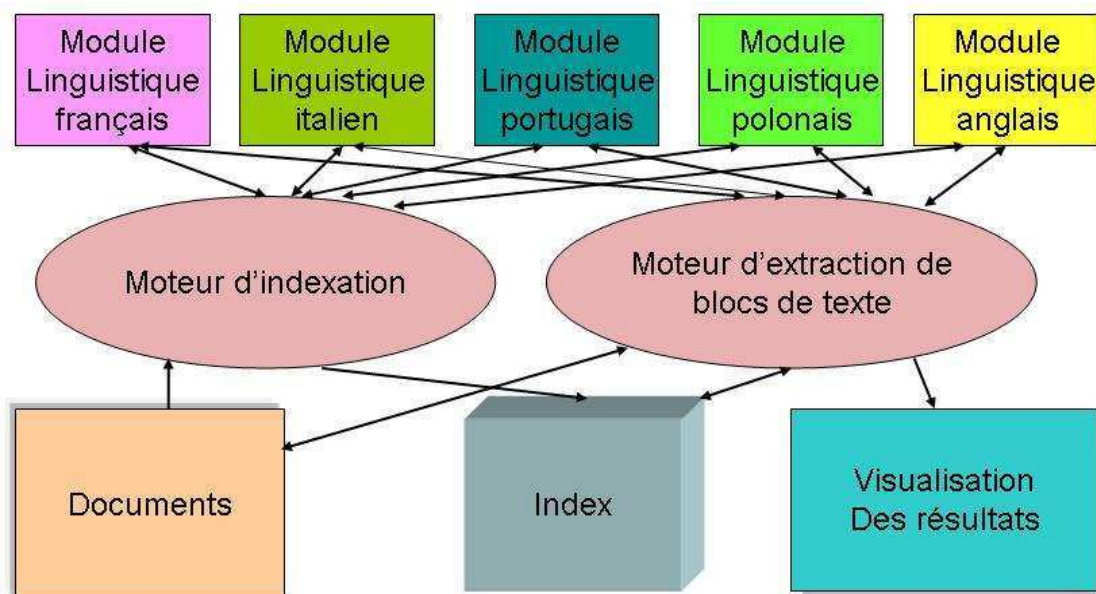 Module
Linguistique
français
Module
Linguistique
italien
Module
Linguistique
portugais
Module
Linguistique
polonais
Module
Linguistique
anglais
Moteur d'indexation
Moteur d'extraction de
blocs de texte
Documents
Index
Visualisation
Des résultats